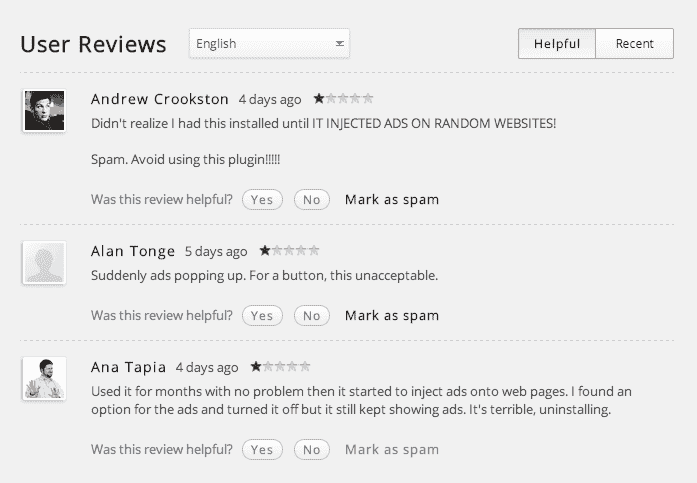 User Reviews
English
Helpful
Recent
Andrew Crookston 4 days ago
Didn't realize I had this installed until IT INJECTED ADS ON RANDOM WEBSITES!
Spam. Avoid using this plugin!!!!!
Was this review helpful? Yes No Mark as spam
Alan Tonge 5 days ago
Suddenly ads popping up. For a button, this unacceptable.
Was this review helpful? Yes No Mark as spam
Ana Tapia 4 days ago
Used it for months with no problem then it started to inject ads onto web pages. I found an
option for the ads and turned it off but it still kept showing ads. It's terrible, uninstalling.
Was this review helpful? Yes No Mark as spam